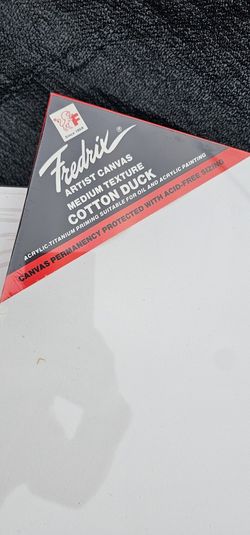 F
Since 1868
Fredrix®
ARTIST CANVAS
MEDIUM TEXTURE
COTTON DUCK
ACRYLIC-TITANIUM PRIMING SUITABLE FOR OIL AND ACRYLIC PAINTING
CANVAS PERMANENCY PROTECTED WITH ACID-FREE SIZING